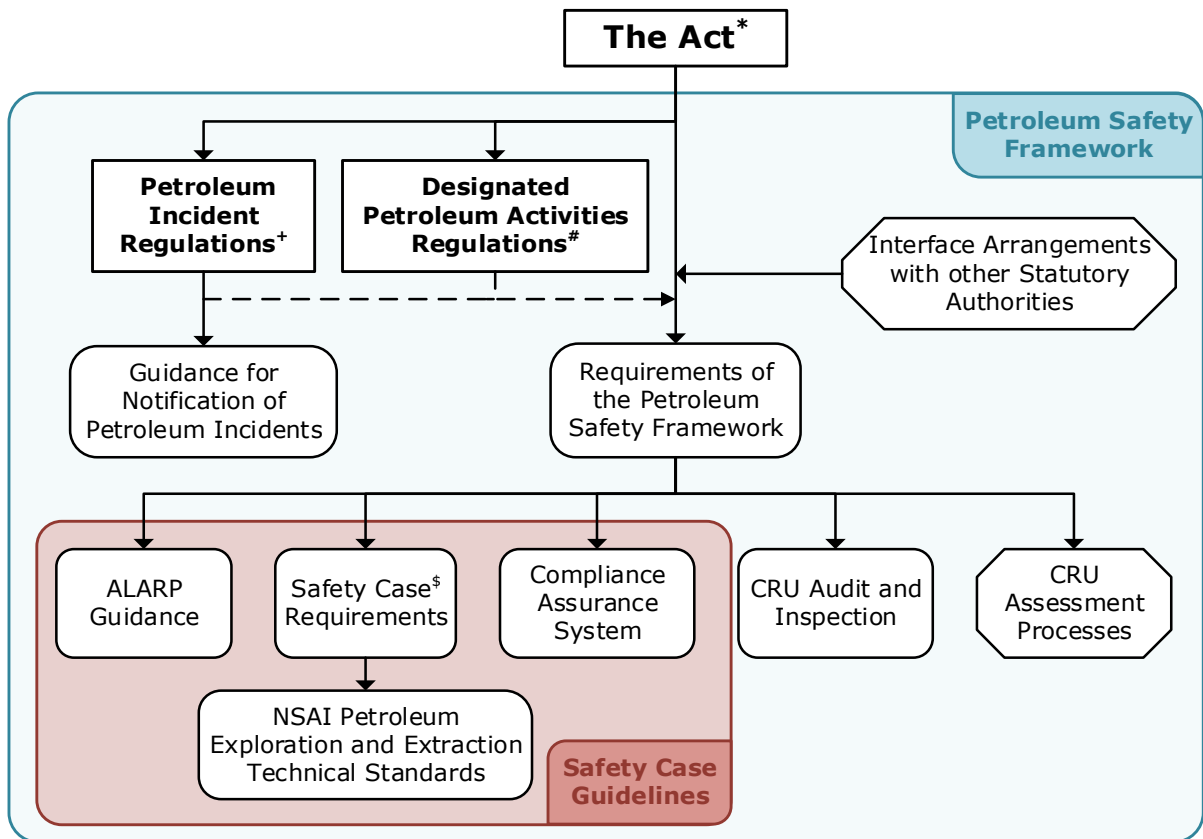 The Act*
Petroleum Safety
Framework
Petroleum
Incident
Regulations+
Designated
Petroleum Activities
Regulations#
Interface Arrangements
with other Statutory
Authorities
Guidance for
Notification of
Petroleum Incidents
Requirements of
the Petroleum
Safety Framework
ALARP
Guidance
Safety Case$
Requirements
Compliance
Assurance
System
CRU Audit and
Inspection
CRU
Assessment
Processes
NSAI Petroleum
Exploration and Extraction
Technical Standards
Safety Case
Guidelines